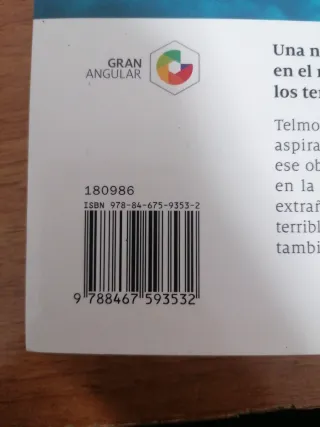 GRAN
ANGULAR
Una n
en el
los te
Telmo
aspira
ese ob
en la
extrañ
terribl
tambi
180986
ISBN 978-84-675-9353-2
9 788467 593532